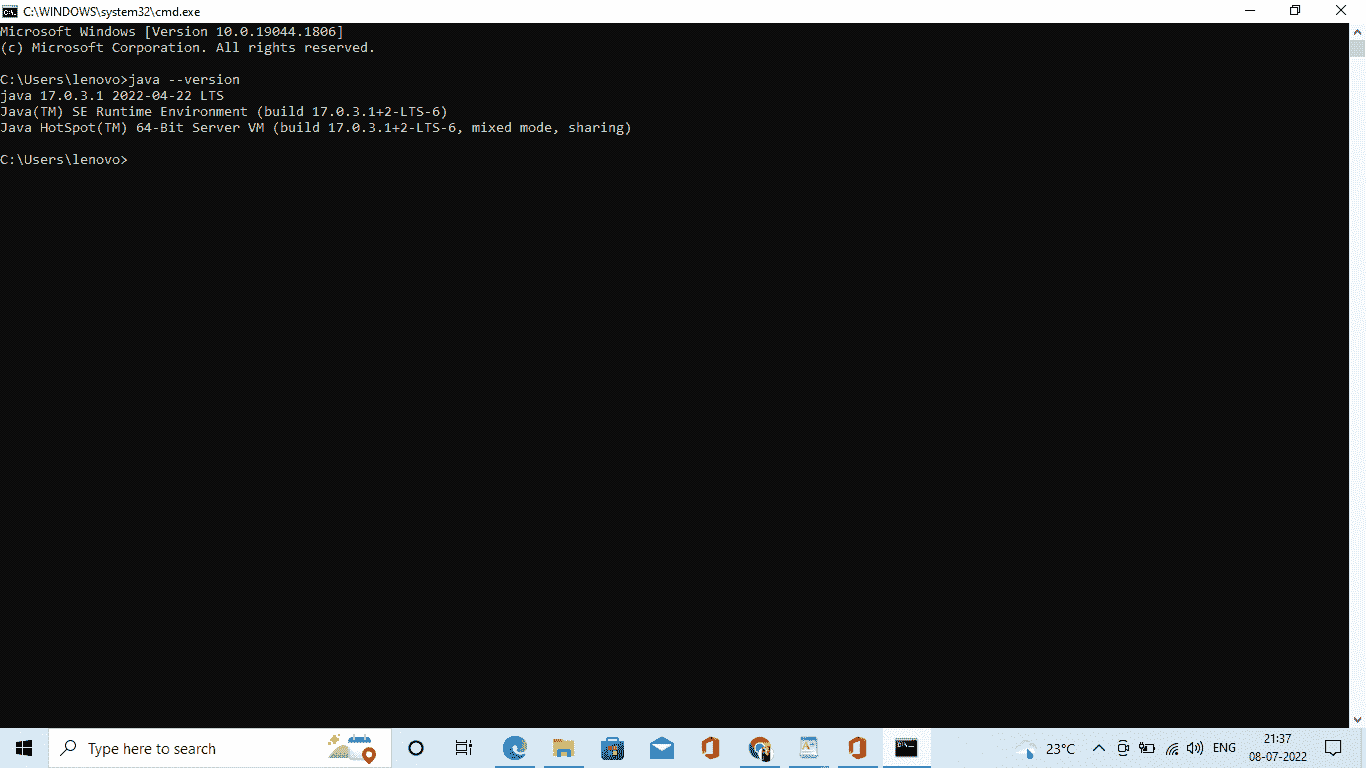 C:\WINDOWS\system32\cmd.exe
Microsoft Windows [Version 10.0.19044.1806]
(c) Microsoft Corporation. All rights reserved.
C:\Users\lenovo>java --version
java 17.0.3.1 2022-04-22 LTS
Java(TM) SE Runtime Environment (build 17.0.3.1+2-LTS-6)
Java HotSpot(TM) 64-Bit Server VM (build 17.0.3.1+2-LTS-6, mixed mode, sharing)
C:\Users\lenovo>
Type here to search
23°C
ENG
21:37
08-07-2022